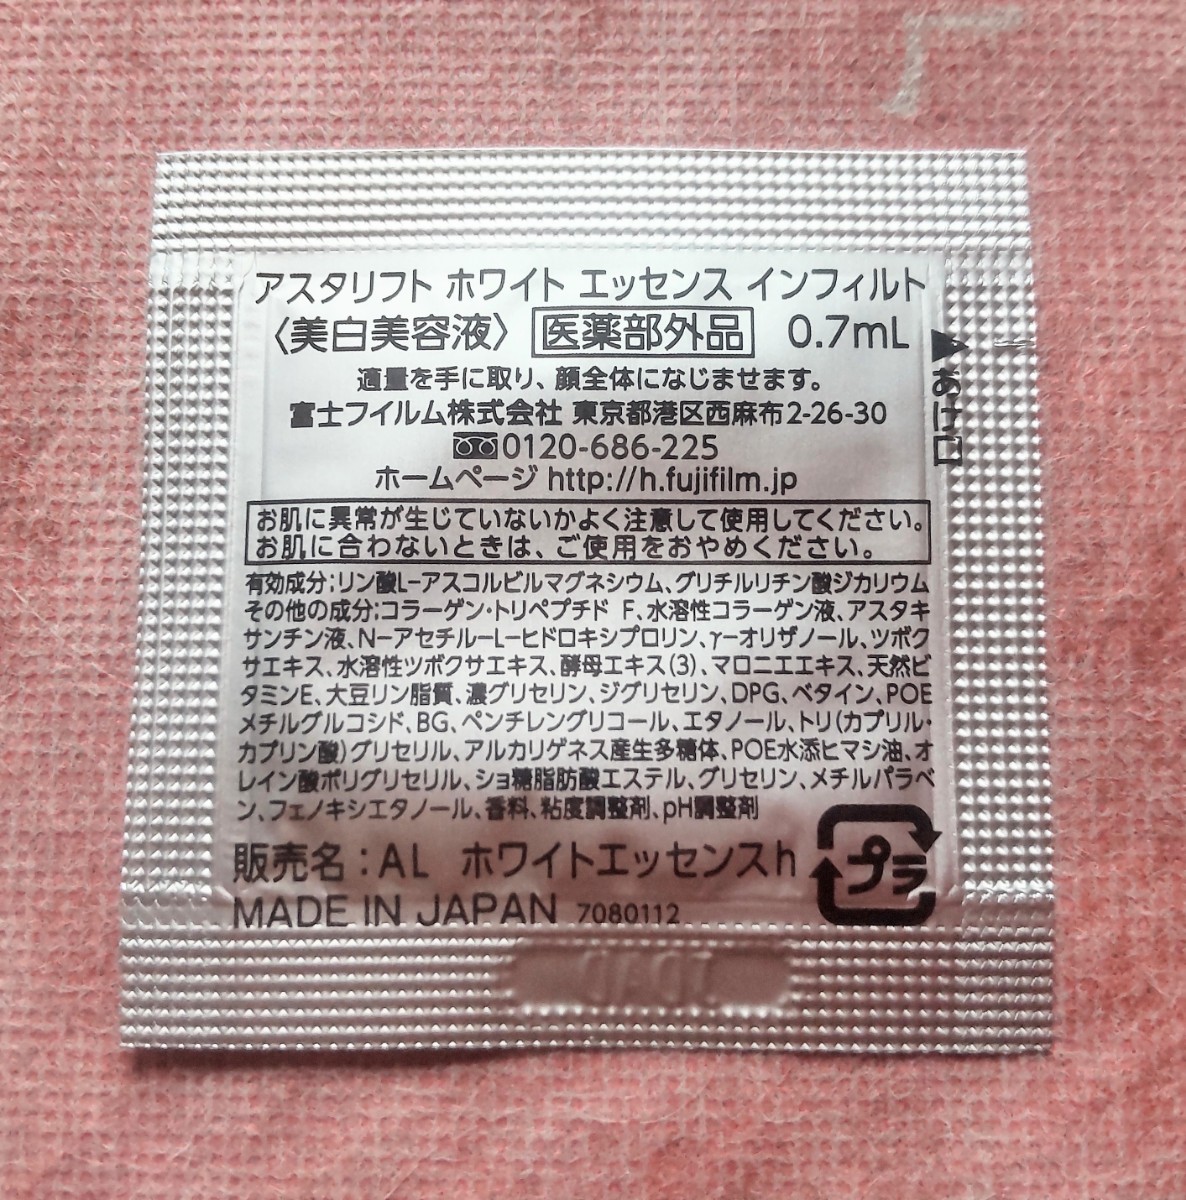 アスタリフト ホワイト エッセンス インフィルト
〈美白美容液〉 医薬部外品 0.7mL
適量を手に取り、顔全体になじませます。
富士フイルム株式会社 東京都港区西麻布2-26-30
0120-686-225
ホームページ http://h.fujifilm.jp
お肌に異常が生じていないかよく注意して使用してください。
お肌に合わないときは、ご使用をおやめください。
有効成分:リン酸L-アスコルビルマグネシウム、グリチルリチン酸ジカリウム
その他の成分:コラーゲン・トリペプチド F、水溶性コラーゲン液、アスタキ
サンチン液、N-アセチル-L-ヒドロキシプロリン、γ-オリザノール、ツボク
サエキス、水溶性ツボクサエキス、酵母エキス(3)、マロニエエキス、天然ビ
タミンE、大豆リン脂質、濃グリセリン、ジグリセリン、DPG、ベタイン、POE
メチルグルコシド、BG、ペンチレングリコール、エタノール、トリ(カプリル・
カプリン酸)グリセリル、アルカリゲネス産生多糖体、POE水添ヒマシ油、オ
レイン酸ポリグリセリル、ショ糖脂肪酸エステル、グリセリン、メチルパラベ
ン、フェノキシエタノール、香料、粘度調整剤、pH調整剤
販売名:AL ホワイトエッセンスh
MADE IN JAPAN 7080112
プラ
▲あけ口